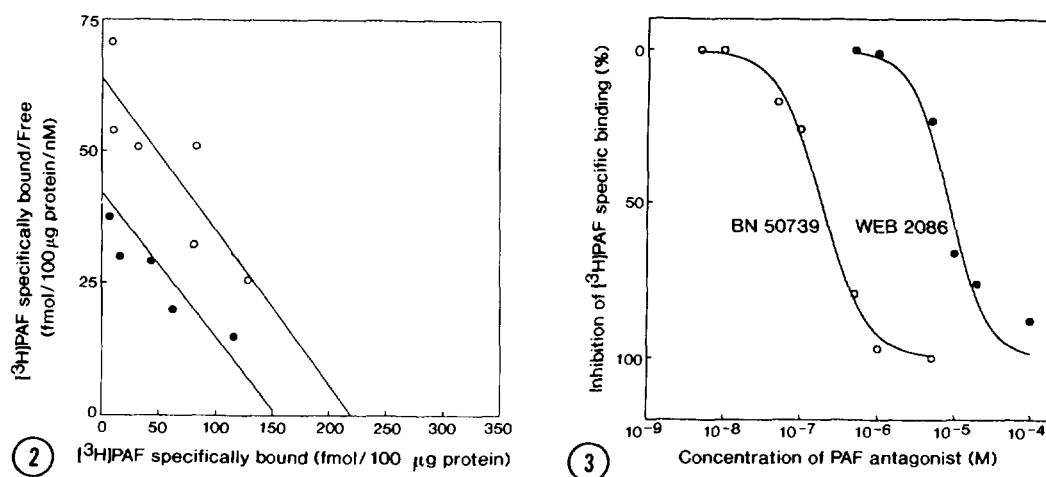 75
50
25
0
[³H]PAF specifically bound/Free
(fmol/100 µg protein/nM)
0 50 100 150 200 250 300 350
[³H]PAF specifically bound (fmol/100 µg protein)
2
0
50
100
Inhibition of [³H]PAF specific binding (%)
BN 50739
WEB 2086
10⁻⁹ 10⁻⁸ 10⁻⁷ 10⁻⁶ 10⁻⁵ 10⁻⁴
Concentration of PAF antagonist (M)
3